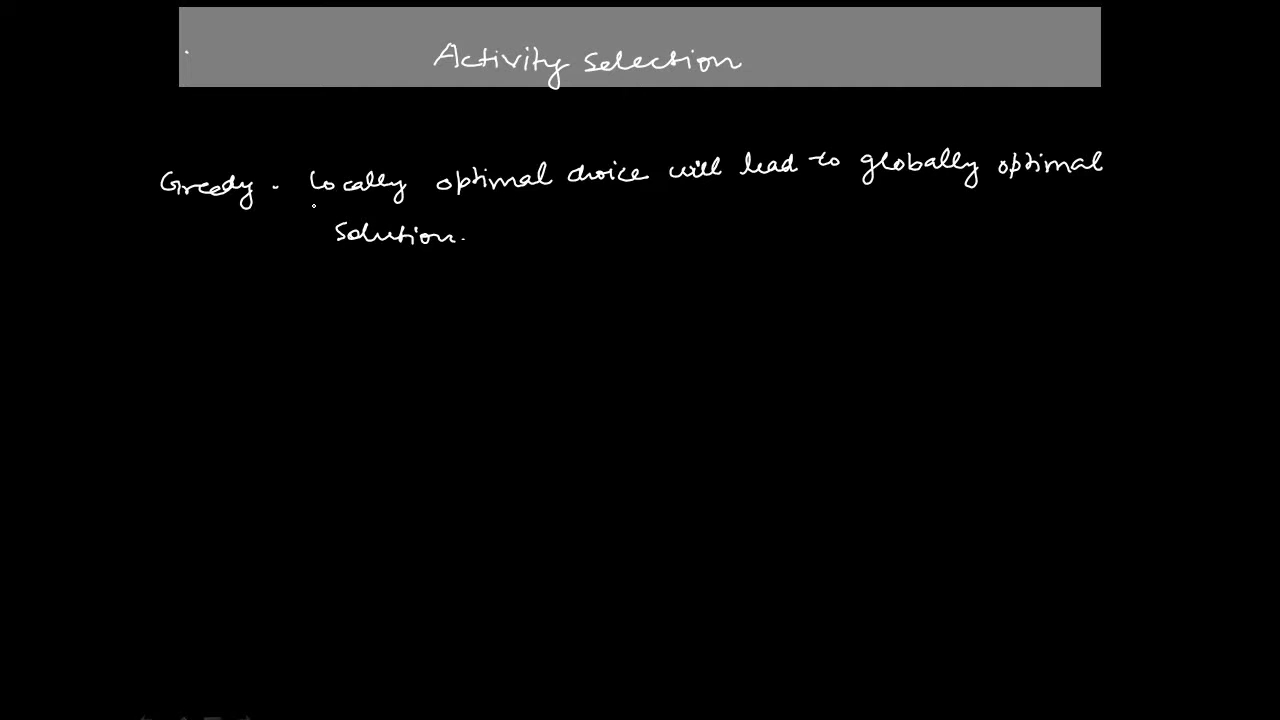 Activity selection
Greedy. Locally optimal choice will lead to globally optimal
solution.